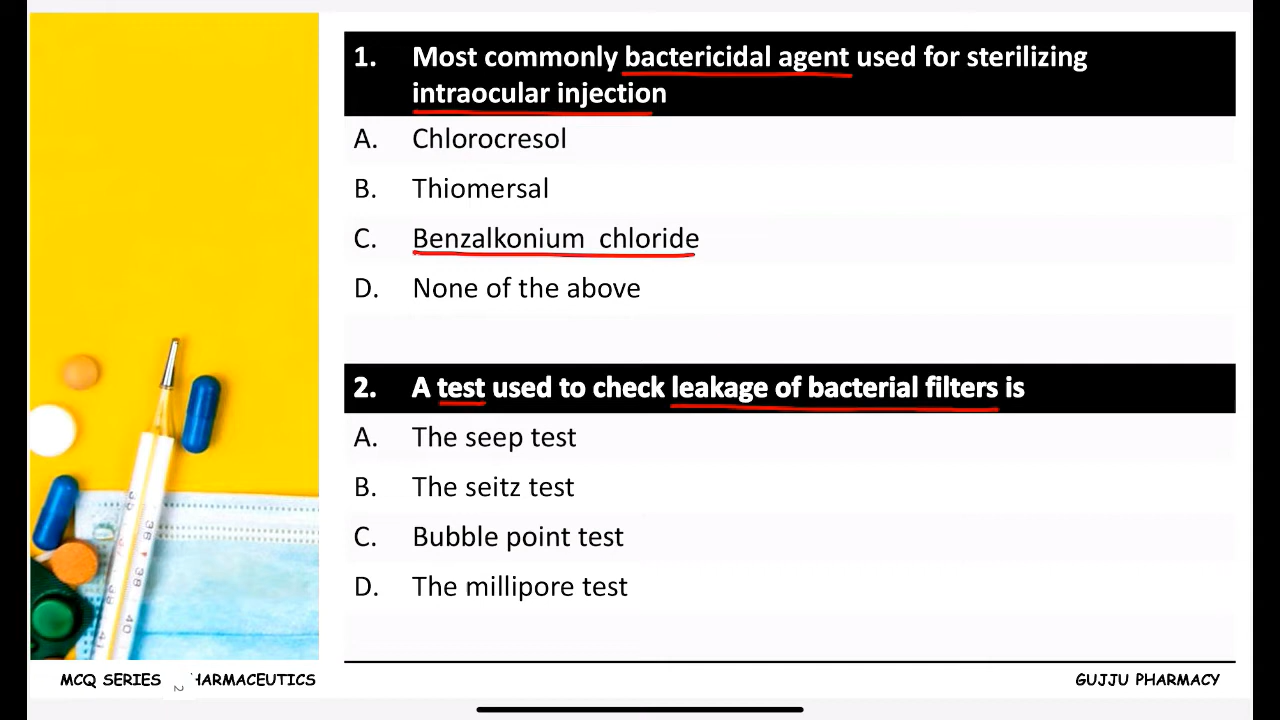 1. Most commonly bactericidal agent used for sterilizing
intraocular injection
A. Chlorocresol
B. Thiomersal
C. Benzalkonium chloride
D. None of the above
2. A test used to check leakage of bacterial filters is
A. The seep test
B. The seitz test
C. Bubble point test
D. The millipore test
MCQ SERIES HARMACEUTICS
2
GUJJU PHARMACY